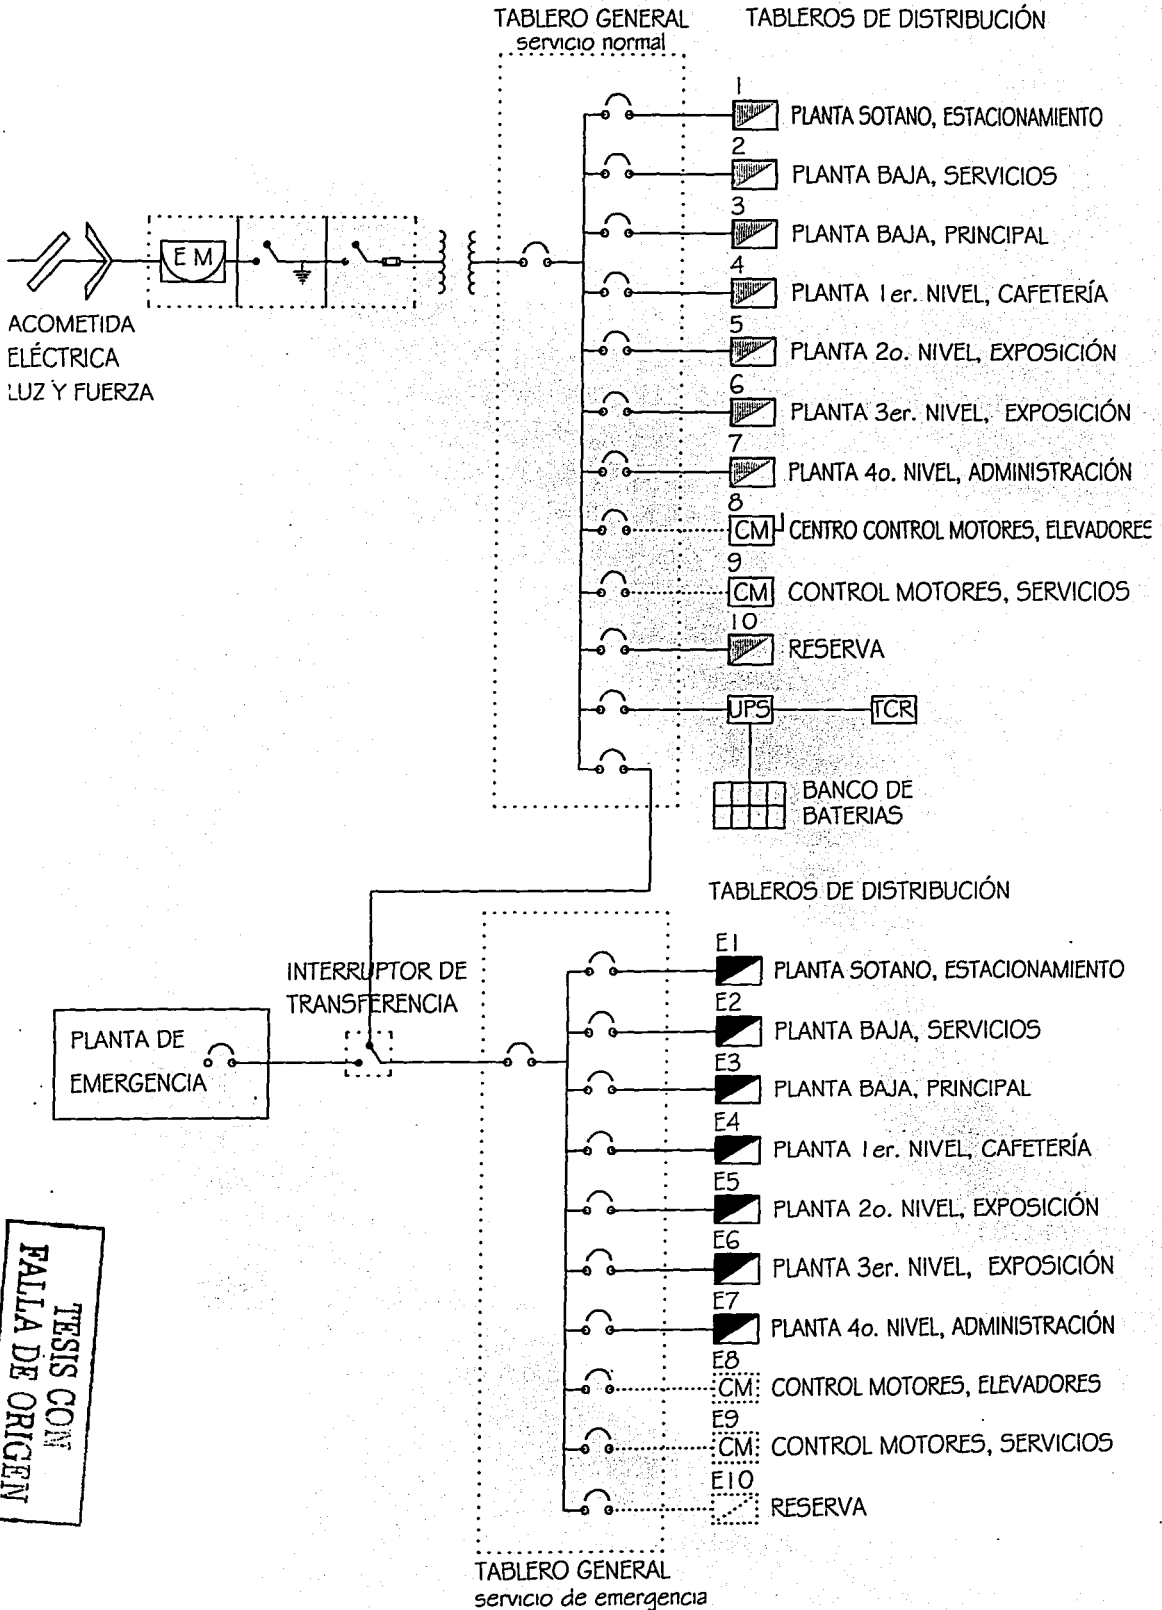 TABLERO GENERAL
servicio normal
TABLEROS DE DISTRIBUCIÓN
1
PLANTA SOTANO, ESTACIONAMIENTO
2
PLANTA BAJA, SERVICIOS
3
PLANTA BAJA, PRINCIPAL
4
PLANTA 1er. NIVEL, CAFETERÍA
5
PLANTA 2o. NIVEL, EXPOSICIÓN
6
PLANTA 3er. NIVEL, EXPOSICIÓN
7
PLANTA 4o. NIVEL, ADMINISTRACIÓN
8
CM CENTRO CONTROL MOTORES, ELEVADORES
9
CM CONTROL MOTORES, SERVICIOS
10
RESERVA
UPS
TCR
BANCO DE
BATERIAS
E M
ACOMETIDA
ELÉCTRICA
LUZ Y FUERZA
TABLEROS DE DISTRIBUCIÓN
E1
PLANTA SOTANO, ESTACIONAMIENTO
E2
PLANTA BAJA, SERVICIOS
E3
PLANTA BAJA, PRINCIPAL
E4
PLANTA 1er. NIVEL, CAFETERÍA
E5
PLANTA 2o. NIVEL, EXPOSICIÓN
E6
PLANTA 3er. NIVEL, EXPOSICIÓN
E7
PLANTA 4o. NIVEL, ADMINISTRACIÓN
E8
CM CONTROL MOTORES, ELEVADORES
E9
CM CONTROL MOTORES, SERVICIOS
E10
RESERVA
INTERRUPTOR DE
TRANSFERENCIA
PLANTA DE
EMERGENCIA
TABLERO GENERAL
servicio de emergencia
TESIS CON
FALLA DE ORIGEN